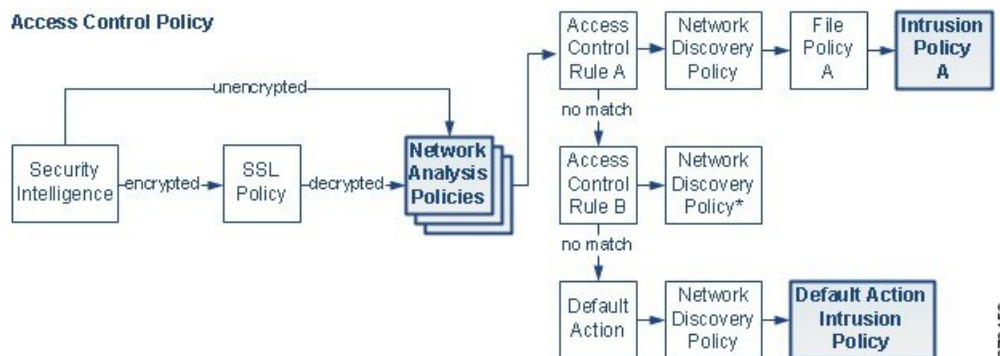 Access Control Policy
Access
Control
Rule A
Network
Discovery
Policy
File
Policy
A
Intrusion
Policy
A
unencrypted
no match
Security
Intelligence
encrypted
SSL
Policy
decrypted
Network
Analysis
Policies
Access
Control
Rule B
Network
Discovery
Policy*
no match
Default
Action
Network
Discovery
Policy
Default Action
Intrusion
Policy